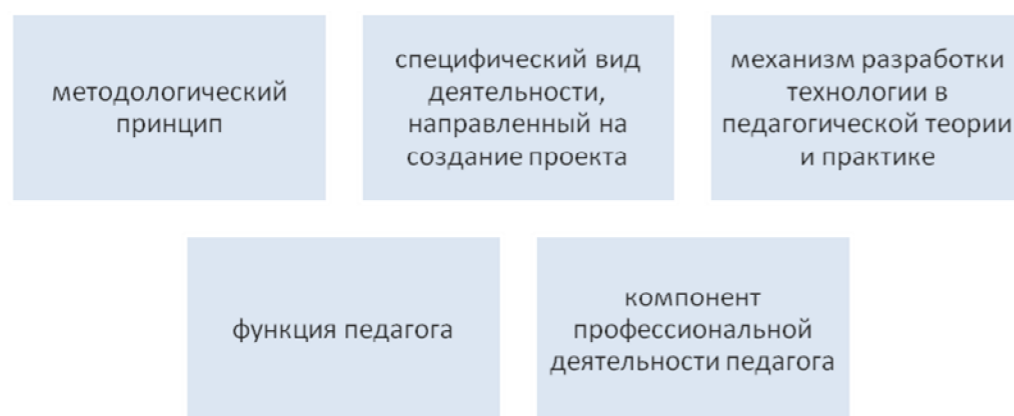 методологический
принцип
специфический вид
деятельности,
направленный на
создание проекта
механизм разработки
технологии в
педагогической теории
и практике
функция педагога
компонент
профессиональной
деятельности педагога